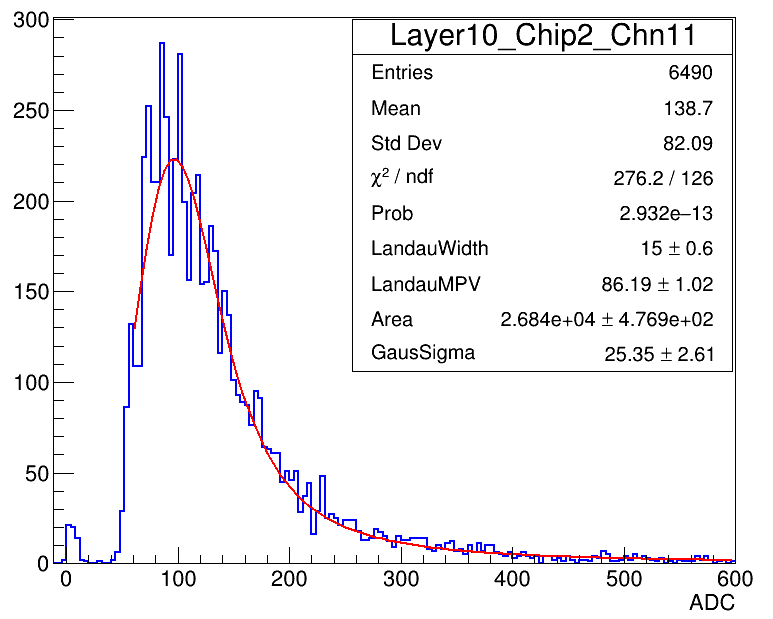 Layer10_Chip2_Chn11
Entries 6490
Mean 138.7
Std Dev 82.09
χ² / ndf 276.2 / 126
Prob 2.932e–13
LandauWidth 15 ± 0.6
LandauMPV 86.19 ± 1.02
Area 2.684e+04 ± 4.769e+02
GausSigma 25.35 ± 2.61
300
250
200
150
100
50
0
0 100 200 300 400 500 600
ADC